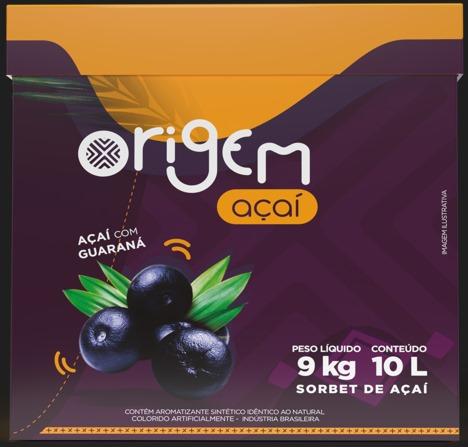 origem
açaí
AÇAÍ COM
GUARANÁ
IMAGEM ILUSTRATIVA
PESO LÍQUIDO CONTEÚDO
9 kg 10 L
SORBET DE AÇAÍ
CONTÉM AROMATIZANTE SINTÉTICO IDÊNTICO AO NATURAL
COLORIDO ARTIFICIALMENTE - INDÚSTRIA BRASILEIRA